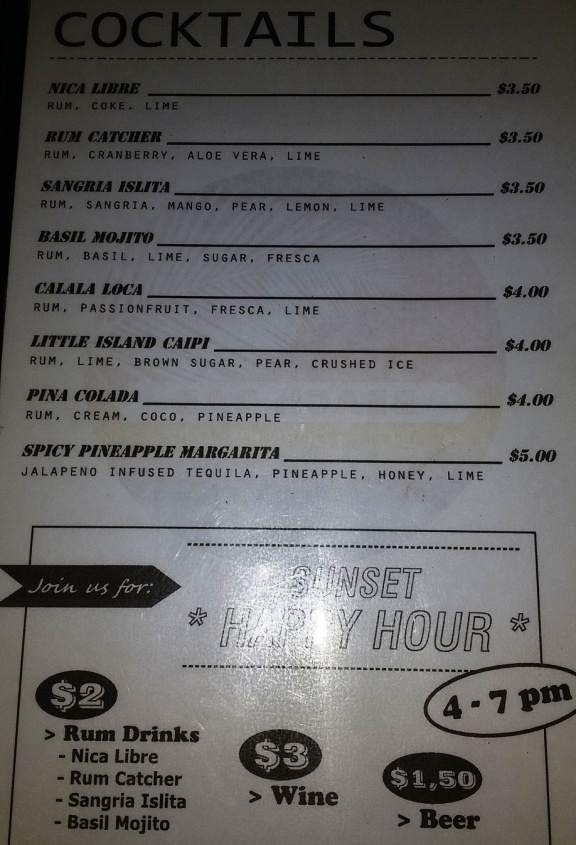 COCKTAILS
NICA LIBRE $3.50
RUM, COKE, LIME
RUM CATCHER $3.50
RUM, CRANBERRY, ALOE VERA, LIME
SANGRIA ISLITA $3.50
RUM, SANGRIA, MANGO, PEAR, LEMON, LIME
BASIL MOJITO $3.50
RUM, BASIL, LIME, SUGAR, FRESCA
CALALA LOCA $4.00
RUM, PASSIONFRUIT, FRESCA, LIME
LITTLE ISLAND CAIPI $4.00
RUM, LIME, BROWN SUGAR, PEAR, CRUSHED ICE
PINA COLADA $4.00
RUM, CREAM, COCO, PINEAPPLE
SPICY PINEAPPLE MARGARITA $5.00
JALAPENO INFUSED TEQUILA, PINEAPPLE, HONEY, LIME
Join us for:
SUNSET
* HAPPY HOUR *
4 - 7 pm
$2
> Rum Drinks
- Nica Libre
- Rum Catcher
- Sangria Islita
- Basil Mojito
$3
> Wine
$1,50
> Beer